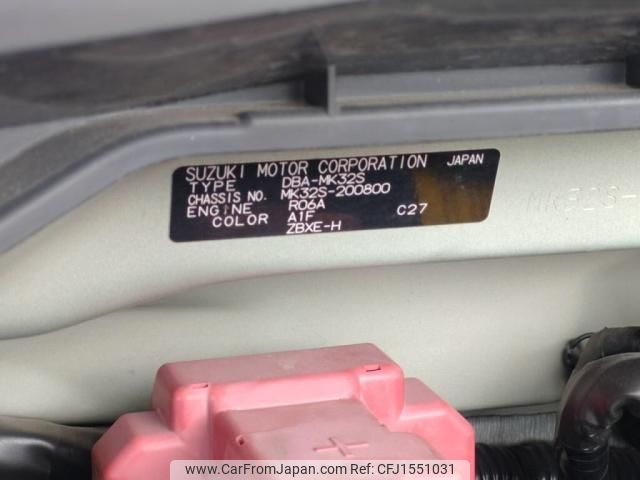 SUZUKI MOTOR CORPORATION JAPAN
TYPE DBA-MK32S
CHASSIS NO. MK32S-200800
ENGINE R06A C27
COLOR A1F
ZBXE-H
MK32S-
+
www.CarFromJapan.com Ref: CFJ1551031